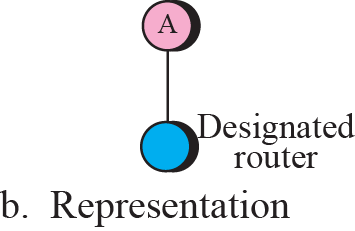 A
Designated
router
b. Representation